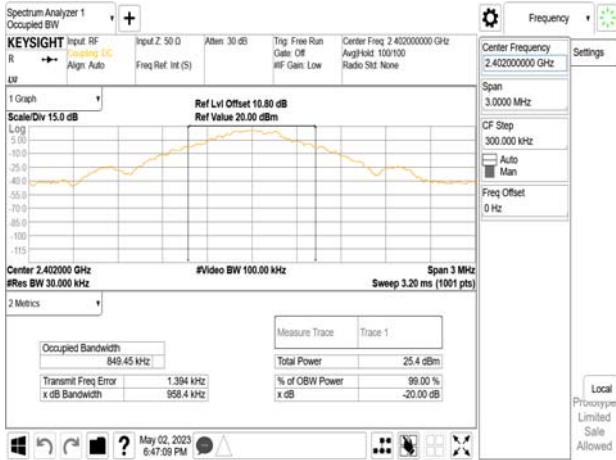 Spectrum Analyzer 1
Occupied BW
Frequency
KEYSIGHT
R
LXI
Input: RF
Coupling: DC
Align: Auto
Input Z: 50 Ω
Freq Ref: Int (S)
Atten: 30 dB
Trig: Free Run
Gate: Off
#IF Gain: Low
Center Freq: 2.402000000 GHz
Avg|Hold: 100/100
Radio Std: None
Center Frequency
2.402000000 GHz
Settings
Span
3.0000 MHz
CF Step
300.000 kHz
Auto
Man
Freq Offset
0 Hz
1 Graph
Scale/Div 15.0 dB
Ref Lvl Offset 10.80 dB
Ref Value 20.00 dBm
Log
5.00
-10.0
-25.0
-40.0
-55.0
-70.0
-85.0
-100
-115
Center 2.402000 GHz
#Res BW 30.000 kHz
#Video BW 100.00 kHz
Span 3 MHz
Sweep 3.20 ms (1001 pts)
2 Metrics
Measure Trace
Trace 1
Occupied Bandwidth
849.45 kHz
Total Power
25.4 dBm
Transmit Freq Error
1.394 kHz
% of OBW Power
99.00 %
x dB Bandwidth
958.4 kHz
x dB
-20.00 dB
Local
Prototype
Limited
Sale
Allowed
?
May 02, 2023
6:47:09 PM